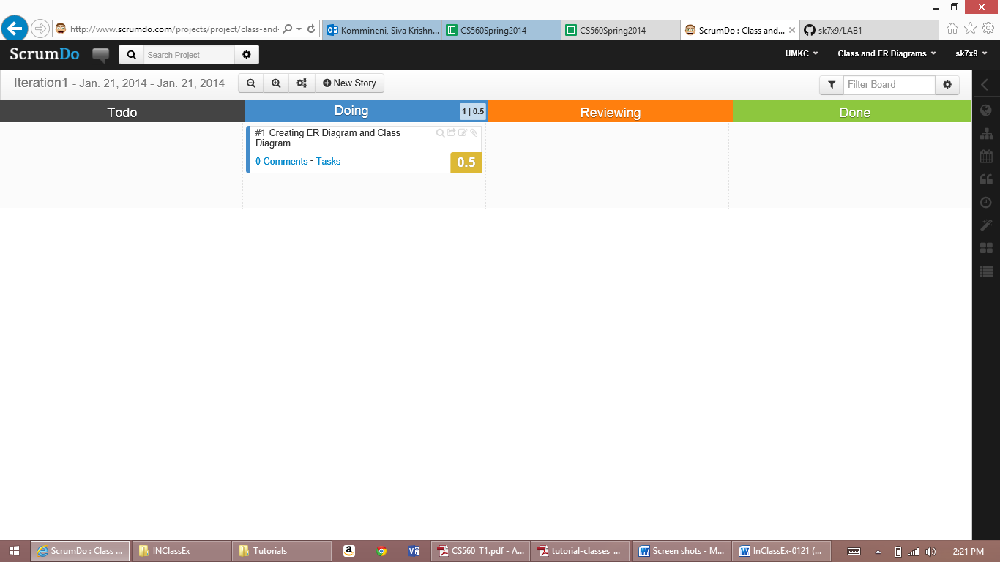 http://www.scrumdo.com/projects/project/class-and-
Kommineni, Siva Krishn...
CS560Spring2014
CS560Spring2014
ScrumDo : Class and...
sk7x9/LAB1
ScrumDo
Search Project
UMKC
Class and ER Diagrams
sk7x9
Iteration1 - Jan. 21, 2014 - Jan. 21, 2014
New Story
Filter Board
Todo
Doing
1 | 0.5
Reviewing
Done
#1 Creating ER Diagram and Class
Diagram
0 Comments - Tasks
0.5
ScrumDo : Class ...
INClassEx
Tutorials
CS560_T1.pdf - A...
tutorial-classes_...
Screen shots - M...
InClassEx-0121 (...
2:21 PM